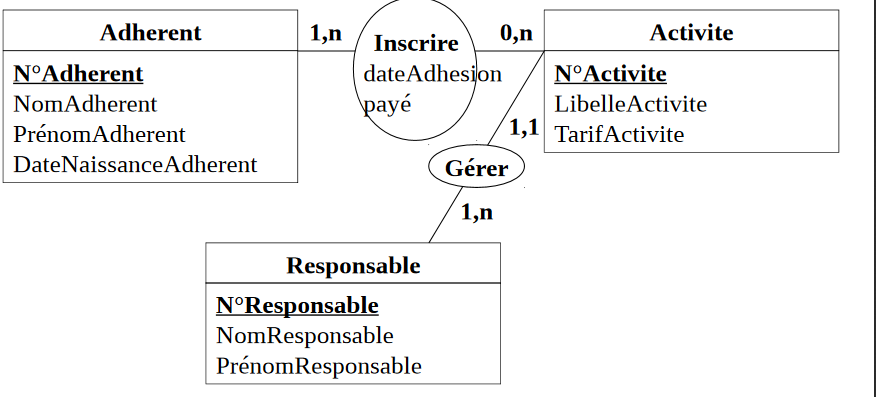 Adherent
1,n
Inscrire
0,n
Activite
N°Adherent
NomAdherent
PrénomAdherent
DateNaissanceAdherent
dateAdhesion
payé
N°Activite
LibelleActivite
TarifActivite
1,1
Gérer
1,n
Responsable
N°Responsable
NomResponsable
PrénomResponsable